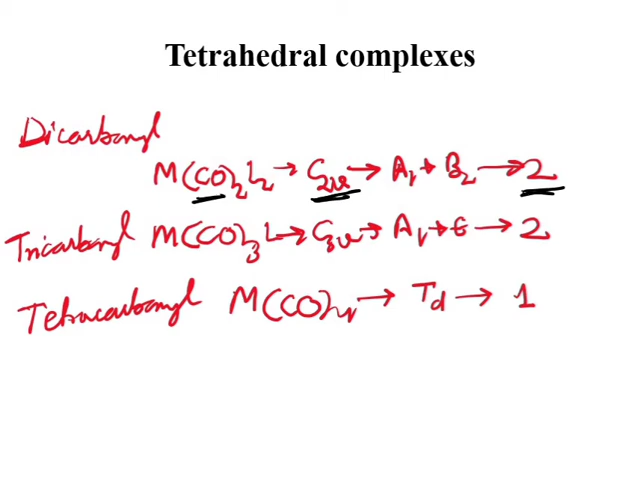 Tetrahedral complexes
Dicarbonyl
M(CO)₂L₂ → C₂ᵥ → A₁ + B₂ → 2
Tricarbonyl M(CO)₃L → C₃ᵥ → A₁ + E → 2
Tetracarbonyl M(CO)₄ → T_d → 1